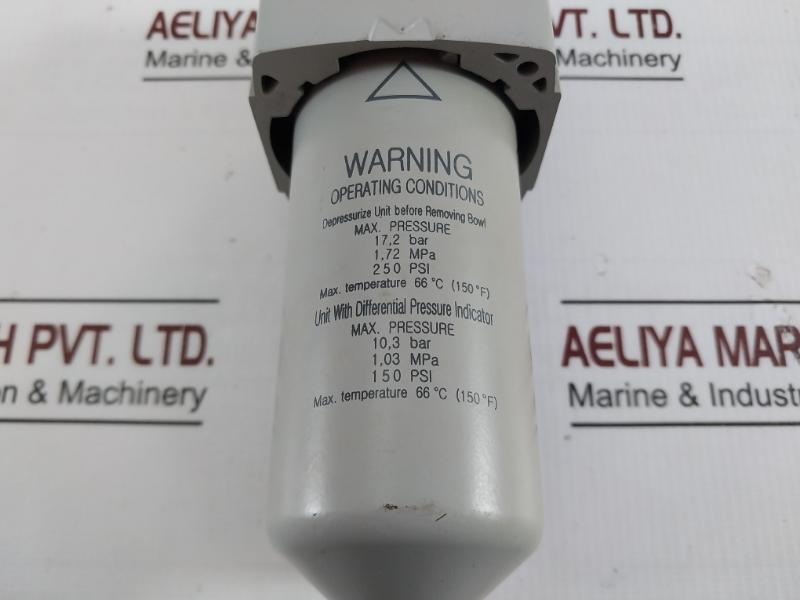 AELIYA
PVT. LTD.
Marine &
Machinery
WARNING
OPERATING CONDITIONS
Depressurize Unit before Removing Bowl
MAX. PRESSURE
17,2 bar
1,72 MPa
250 PSI
Max. temperature 66°C (150°F)
Unit With Differential Pressure Indicator
MAX. PRESSURE
10,3 bar
1,03 MPa
150 PSI
Max. temperature 66°C (150°F)
H PVT. LTD.
on & Machinery
AELIYA MAR
Marine & Industr